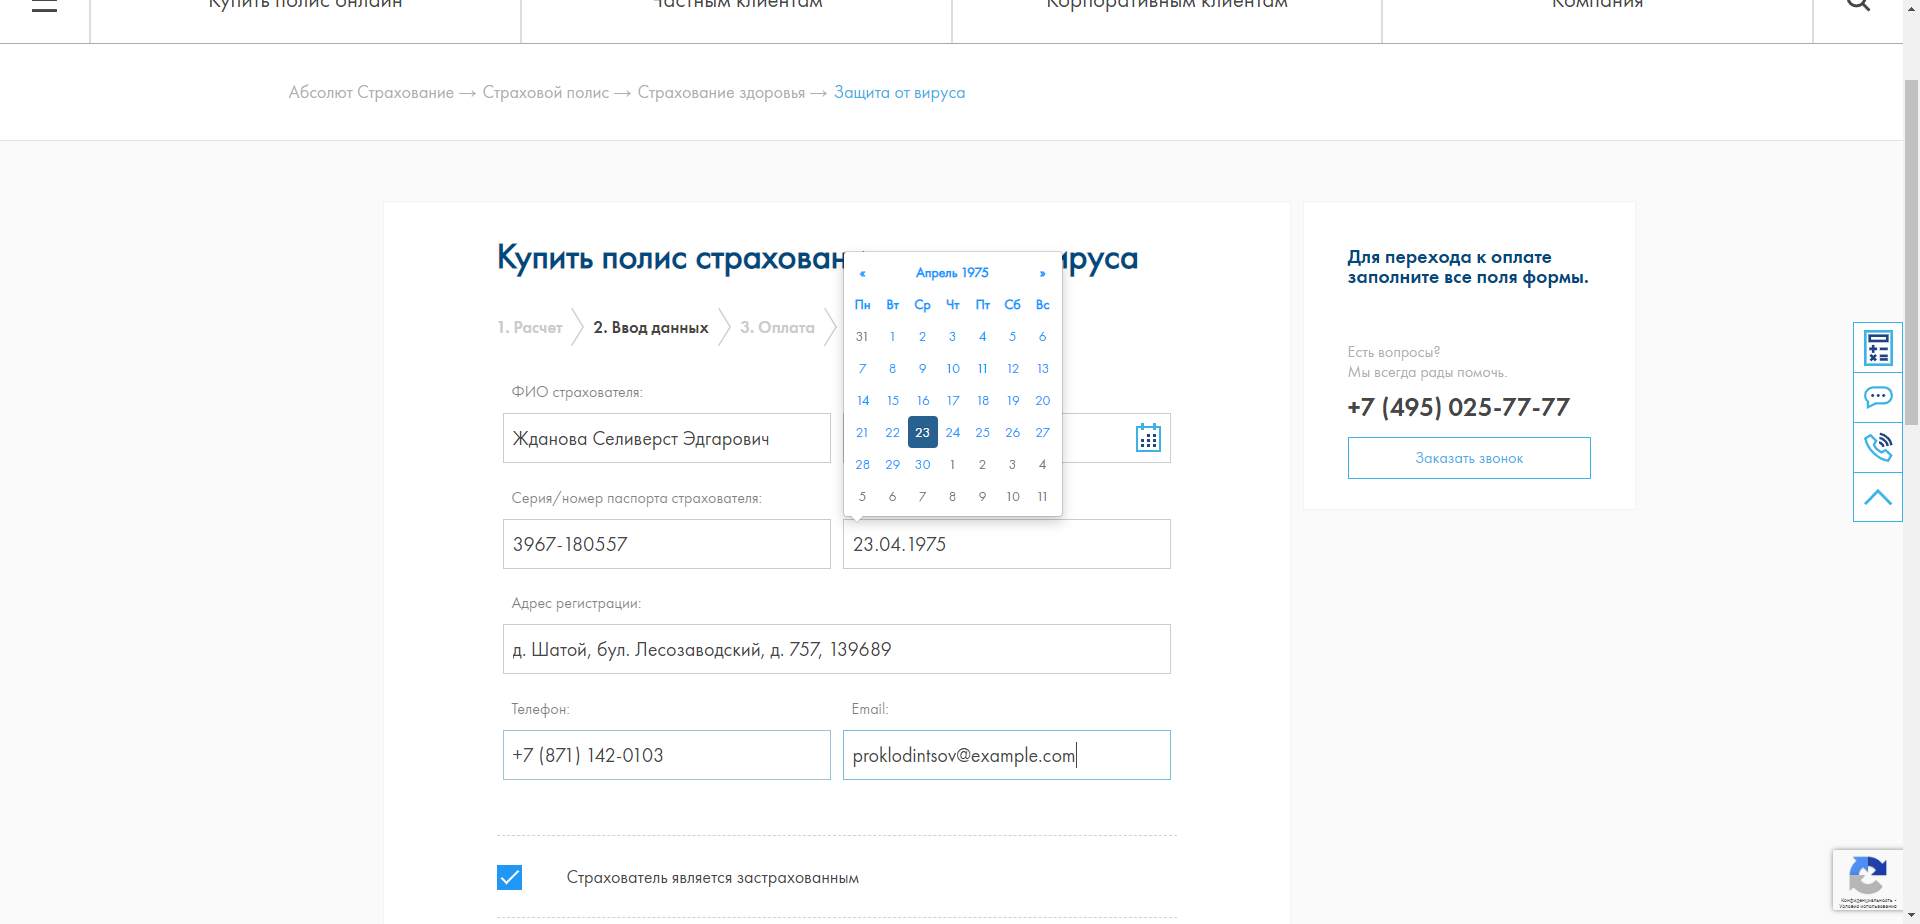 Купить полис онлайн
Частным клиентам
Корпоративным клиентам
Компания
Абсолют Страхование → Страховой полис → Страхование здоровья → Защита от вируса
Купить полис страхован
ируса
1. Расчет
2. Ввод данных
3. Оплата
« Апрель 1975 »
Пн Вт Ср Чт Пт Сб Вс
31 1 2 3 4 5 6
7 8 9 10 11 12 13
14 15 16 17 18 19 20
21 22 23 24 25 26 27
28 29 30 1 2 3 4
5 6 7 8 9 10 11
ФИО страхователя:
Жданова Селиверст Эдгарович
Серия/номер паспорта страхователя:
3967-180557
23.04.1975
Адрес регистрации:
д. Шатой, бул. Лесозаводский, д. 757, 139689
Телефон:
Email:
+7 (871) 142-0103
proklodintsov@example.com
Страхователь является застрахованным
Для перехода к оплате
заполните все поля формы.
Есть вопросы?
Мы всегда рады помочь.
+7 (495) 025-77-77
Заказать звонок
Конфиденциальность -
Условия использования